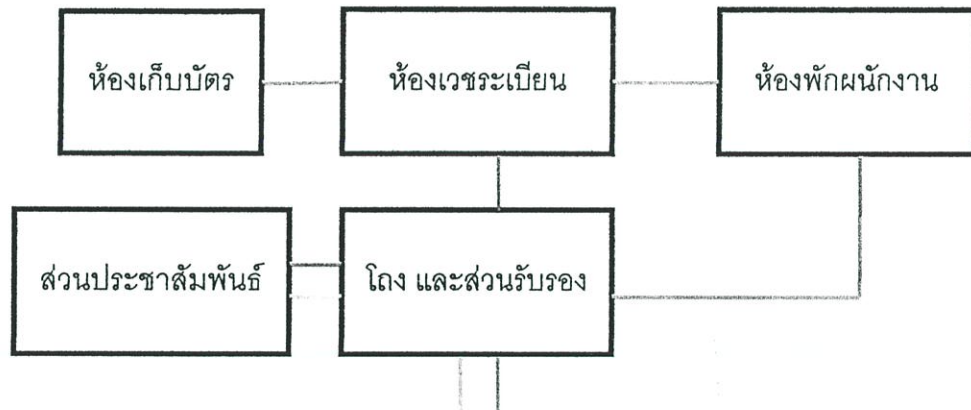 ห้องเก็บบัตร
ห้องเวชระเบียน
ห้องพักผนักงาน
ส่วนประชาสัมพันธ์
โถง และส่วนรับรอง